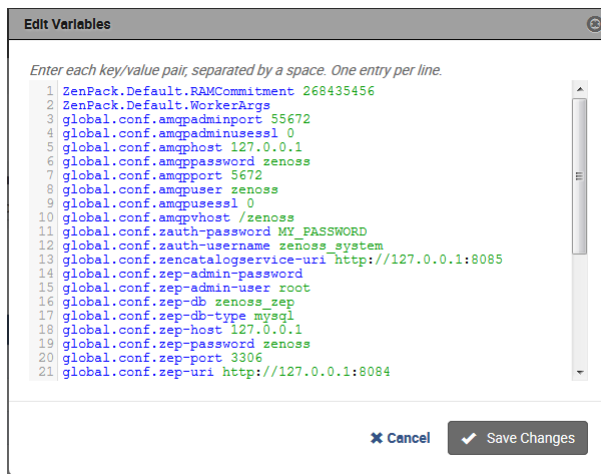 Edit Variables
Enter each key/value pair, separated by a space. One entry per line.
1 ZenPack.Default.RAMCommitment 268435456
2 ZenPack.Default.WorkerArgs
3 global.conf.amqpadminport 55672
4 global.conf.amqpadminusessl 0
5 global.conf.amqphost 127.0.0.1
6 global.conf.amqppassword zenoss
7 global.conf.amqpport 5672
8 global.conf.amqpuser zenoss
9 global.conf.amqpusessl 0
10 global.conf.amqpvhost /zenoss
11 global.conf.zauth-password MY_PASSWORD
12 global.conf.zauth-username zenoss_system
13 global.conf.zencatalogservice-uri http://127.0.0.1:8085
14 global.conf.zep-admin-password
15 global.conf.zep-admin-user root
16 global.conf.zep-db zenoss_zep
17 global.conf.zep-db-type mysql
18 global.conf.zep-host 127.0.0.1
19 global.conf.zep-password zenoss
20 global.conf.zep-port 3306
21 global.conf.zep-uri http://127.0.0.1:8084
Cancel
Save Changes